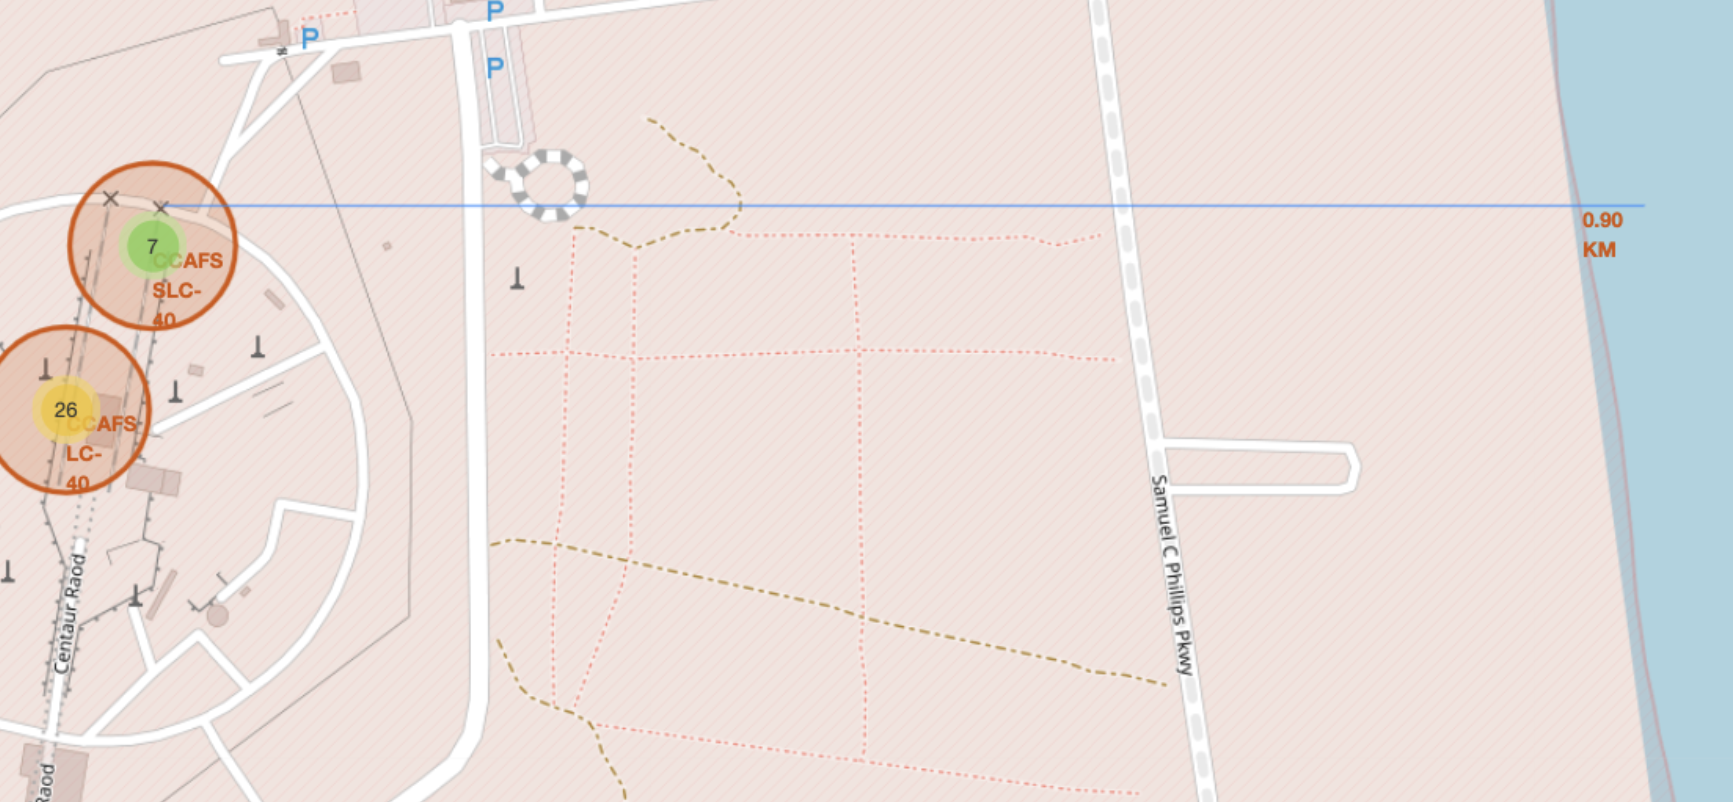 P
P
P
0.90
KM
7
CCAFS
SLC-
40
26
CCAFS
LC-
40
Samuel C Phillips Pkwy
Centaur Raod
Raod